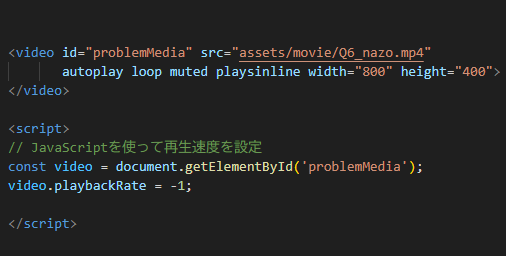 <video id="problemMedia" src="assets/movie/Q6_nazo.mp4"
autoplay loop muted playsinline width="800" height="400">
</video>
<script>
// JavaScriptを使って再生速度を設定
const video = document.getElementById('problemMedia');
video.playbackRate = -1;
</script>